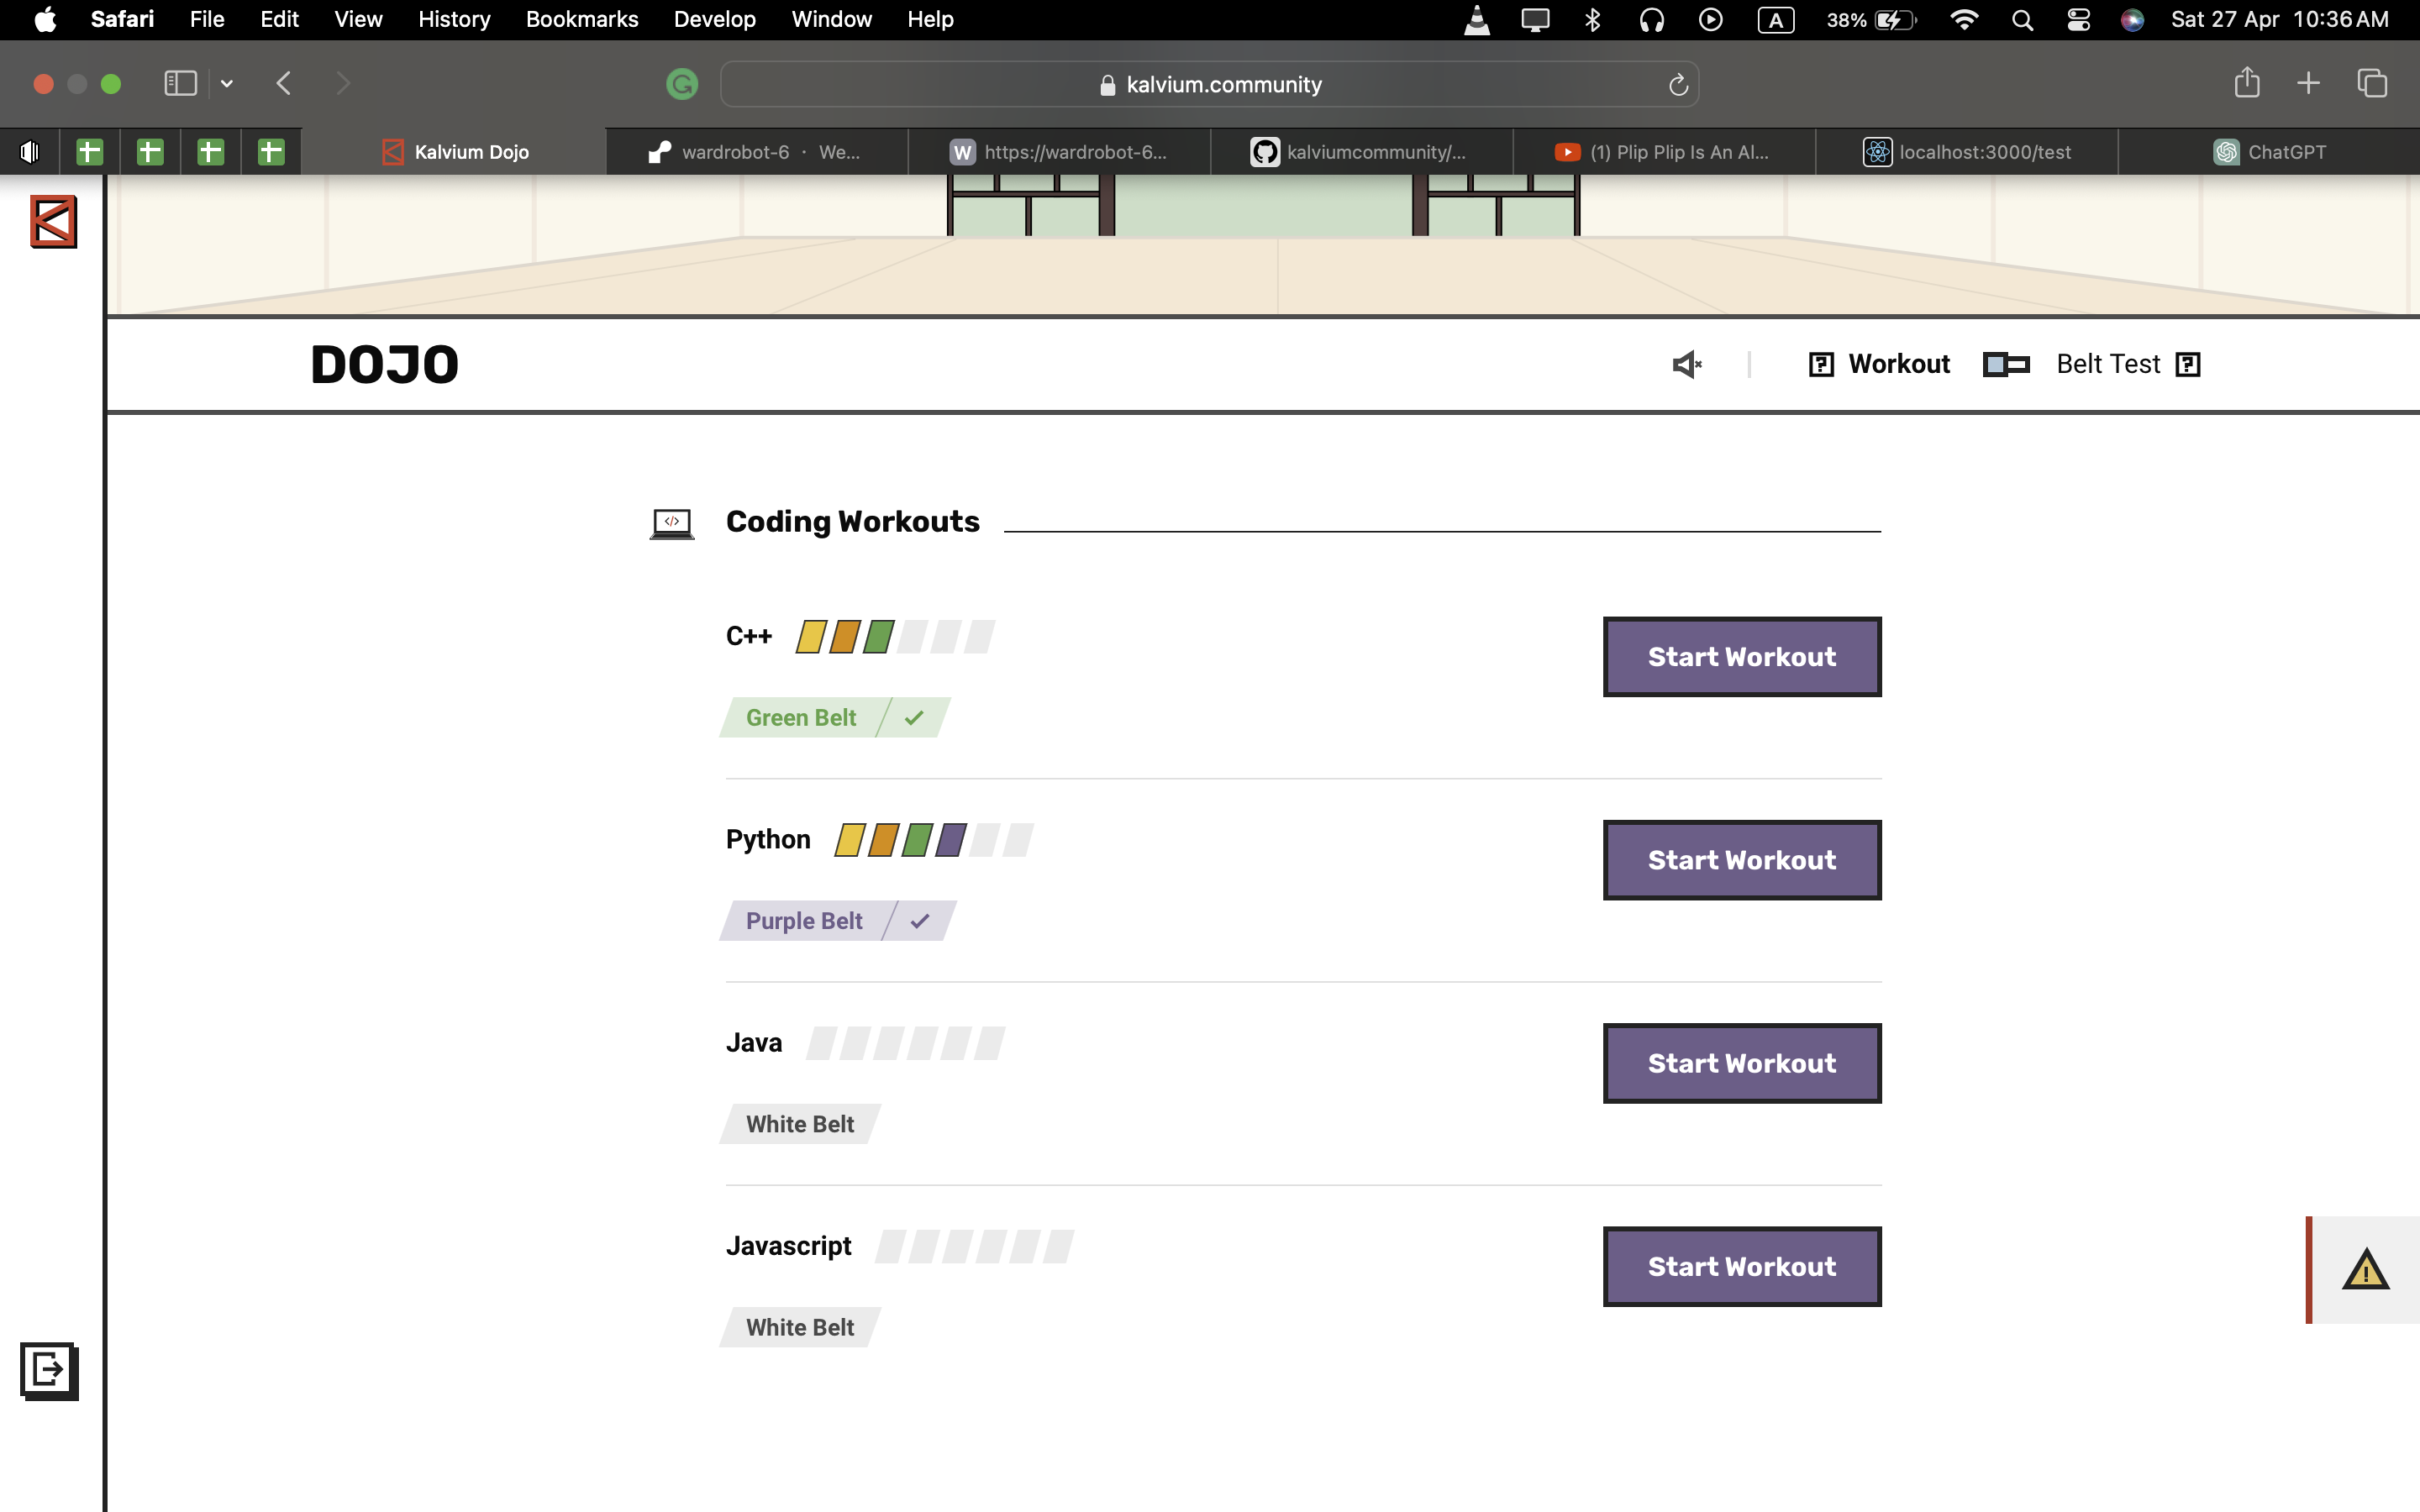 Safari File Edit View History Bookmarks Develop Window Help A 38% Sat 27 Apr 10:36 AM
kalvium.community
Kalvium Dojo wardrobot-6 · We... W https://wardrobot-6... kalviumcommunity/... (1) Plip Plip Is An Al... localhost:3000/test ChatGPT
DOJO ? Workout Belt Test ?
Coding Workouts
C++ Start Workout
Green Belt
Python Start Workout
Purple Belt
Java Start Workout
White Belt
Javascript Start Workout
White Belt